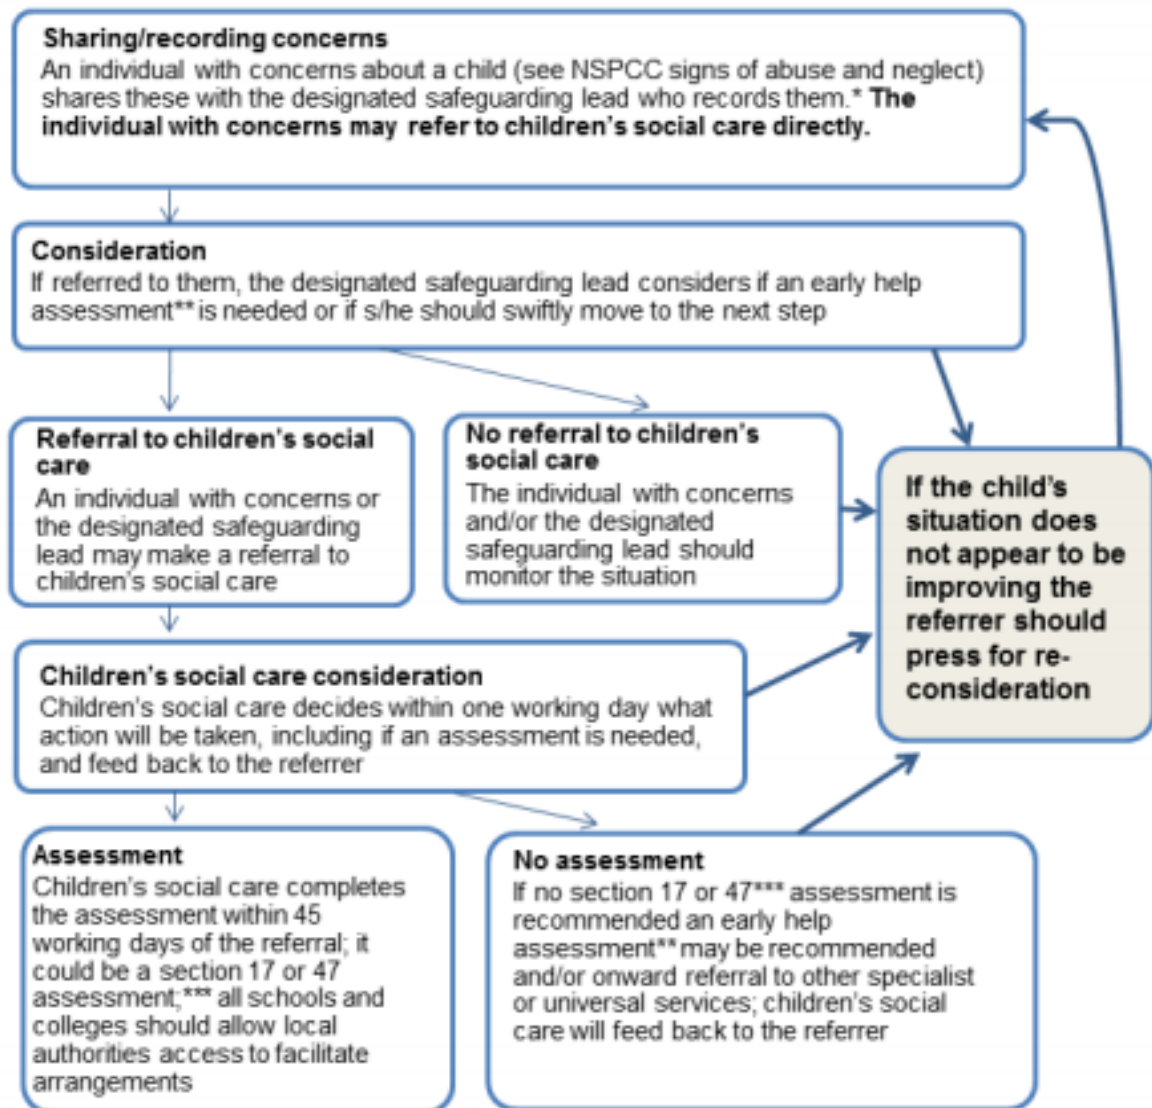 Sharing/recording concerns
An individual with concerns about a child (see NSPCC signs of abuse and neglect)
shares these with the designated safeguarding lead who records them.* The
individual with concerns may refer to children's social care directly.
Consideration
If referred to them, the designated safeguarding lead considers if an early help
assessment** is needed or if s/he should swiftly move to the next step
Referral to children's social
care
An individual with concerns or
the designated safeguarding
lead may make a referral to
children's social care
No referral to children's
social care
The individual with concerns
and/or the designated
safeguarding lead should
monitor the situation
If the child's
situation does
not appear to be
improving the
referrer should
press for re-
consideration
Children's social care consideration
Children's social care decides within one working day what
action will be taken, including if an assessment is needed,
and feed back to the referrer
Assessment
Children's social care completes
the assessment within 45
working days of the referral; it
could be a section 17 or 47
assessment;*** all schools and
colleges should allow local
authorities access to facilitate
arrangements
No assessment
If no section 17 or 47*** assessment is
recommended an early help
assessment** may be recommended
and/or onward referral to other specialist
or universal services; children's social
care will feed back to the referrer